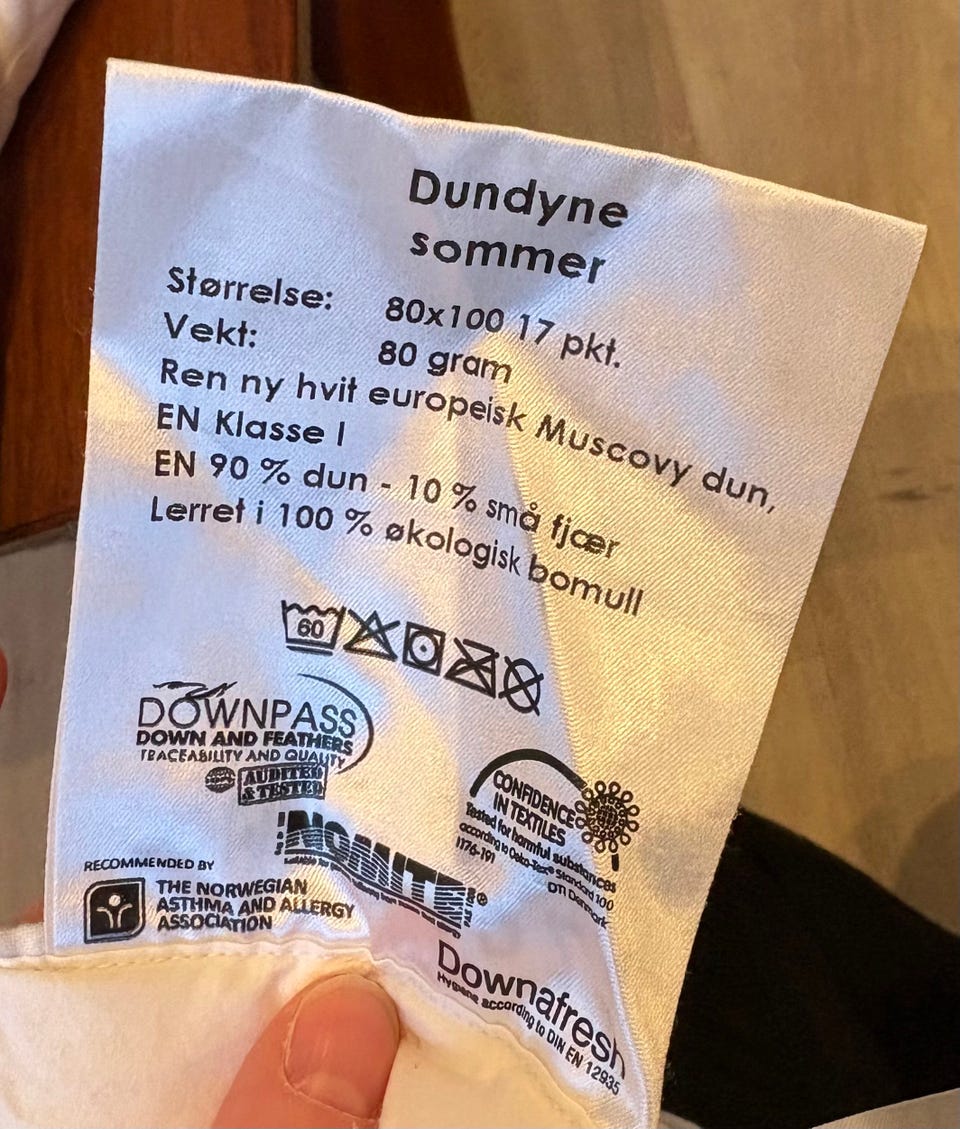 Dundyne
sommer
Størrelse: 80x100 17 pkt.
Vekt: 80 gram
Ren ny hvit europeisk Muscovy dun,
EN Klasse I
EN 90 % dun - 10 % små fjær
Lerret i 100 % økologisk bomull
60
DOWNPASS
DOWN AND FEATHERS
TRACEABILITY AND QUALITY
AUDITED
& TESTED
CONFIDENCE
IN TEXTILES
Tested for harmful substances
according to Oeko-Tex® Standard 100
1176-191
DTI Denmark
NOMITE®
RECOMMENDED BY
THE NORWEGIAN
ASTHMA AND ALLERGY
ASSOCIATION
Downafresh
Hygiene according to DIN EN 12935